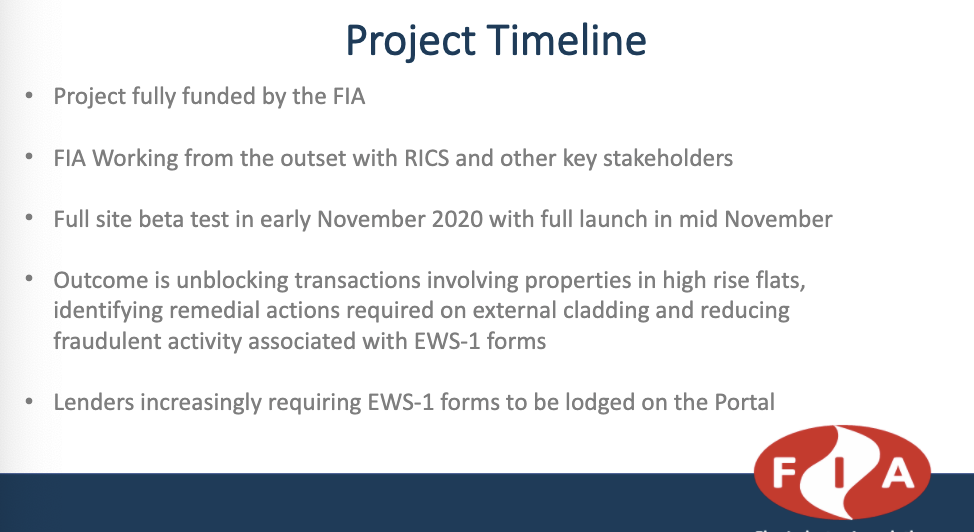 Project Timeline
• Project fully funded by the FIA
• FIA Working from the outset with RICS and other key stakeholders
• Full site beta test in early November 2020 with full launch in mid November
• Outcome is unblocking transactions involving properties in high rise flats,
identifying remedial actions required on external cladding and reducing
fraudulent activity associated with EWS-1 forms
• Lenders increasingly requiring EWS-1 forms to be lodged on the Portal
FIA